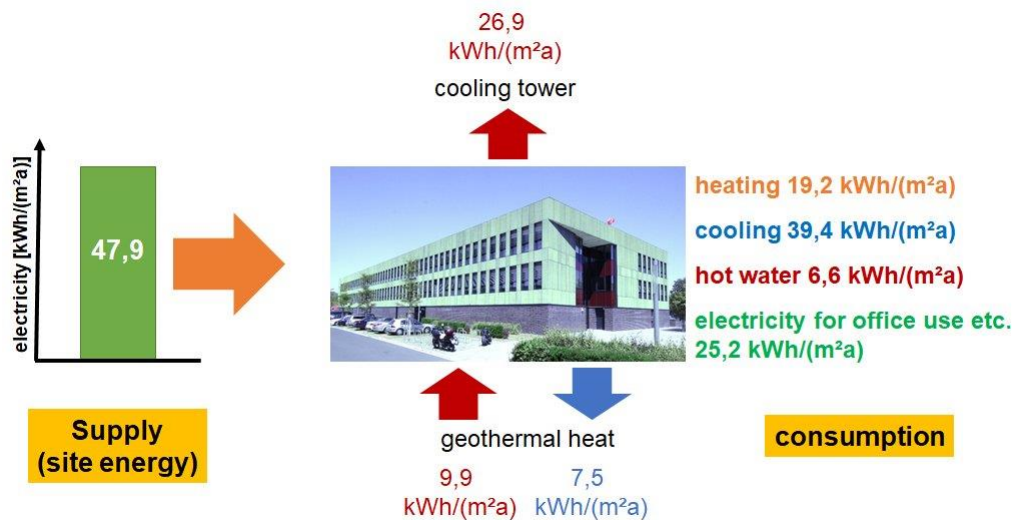 26,9
kWh/(m²a)
cooling tower
electricity [kWh/(m²a)]
47,9
heating 19,2 kWh/(m²a)
cooling 39,4 kWh/(m²a)
hot water 6,6 kWh/(m²a)
electricity for office use etc.
25,2 kWh/(m²a)
Supply
(site energy)
geothermal heat
consumption
9,9
kWh/(m²a)
7,5
kWh/(m²a)